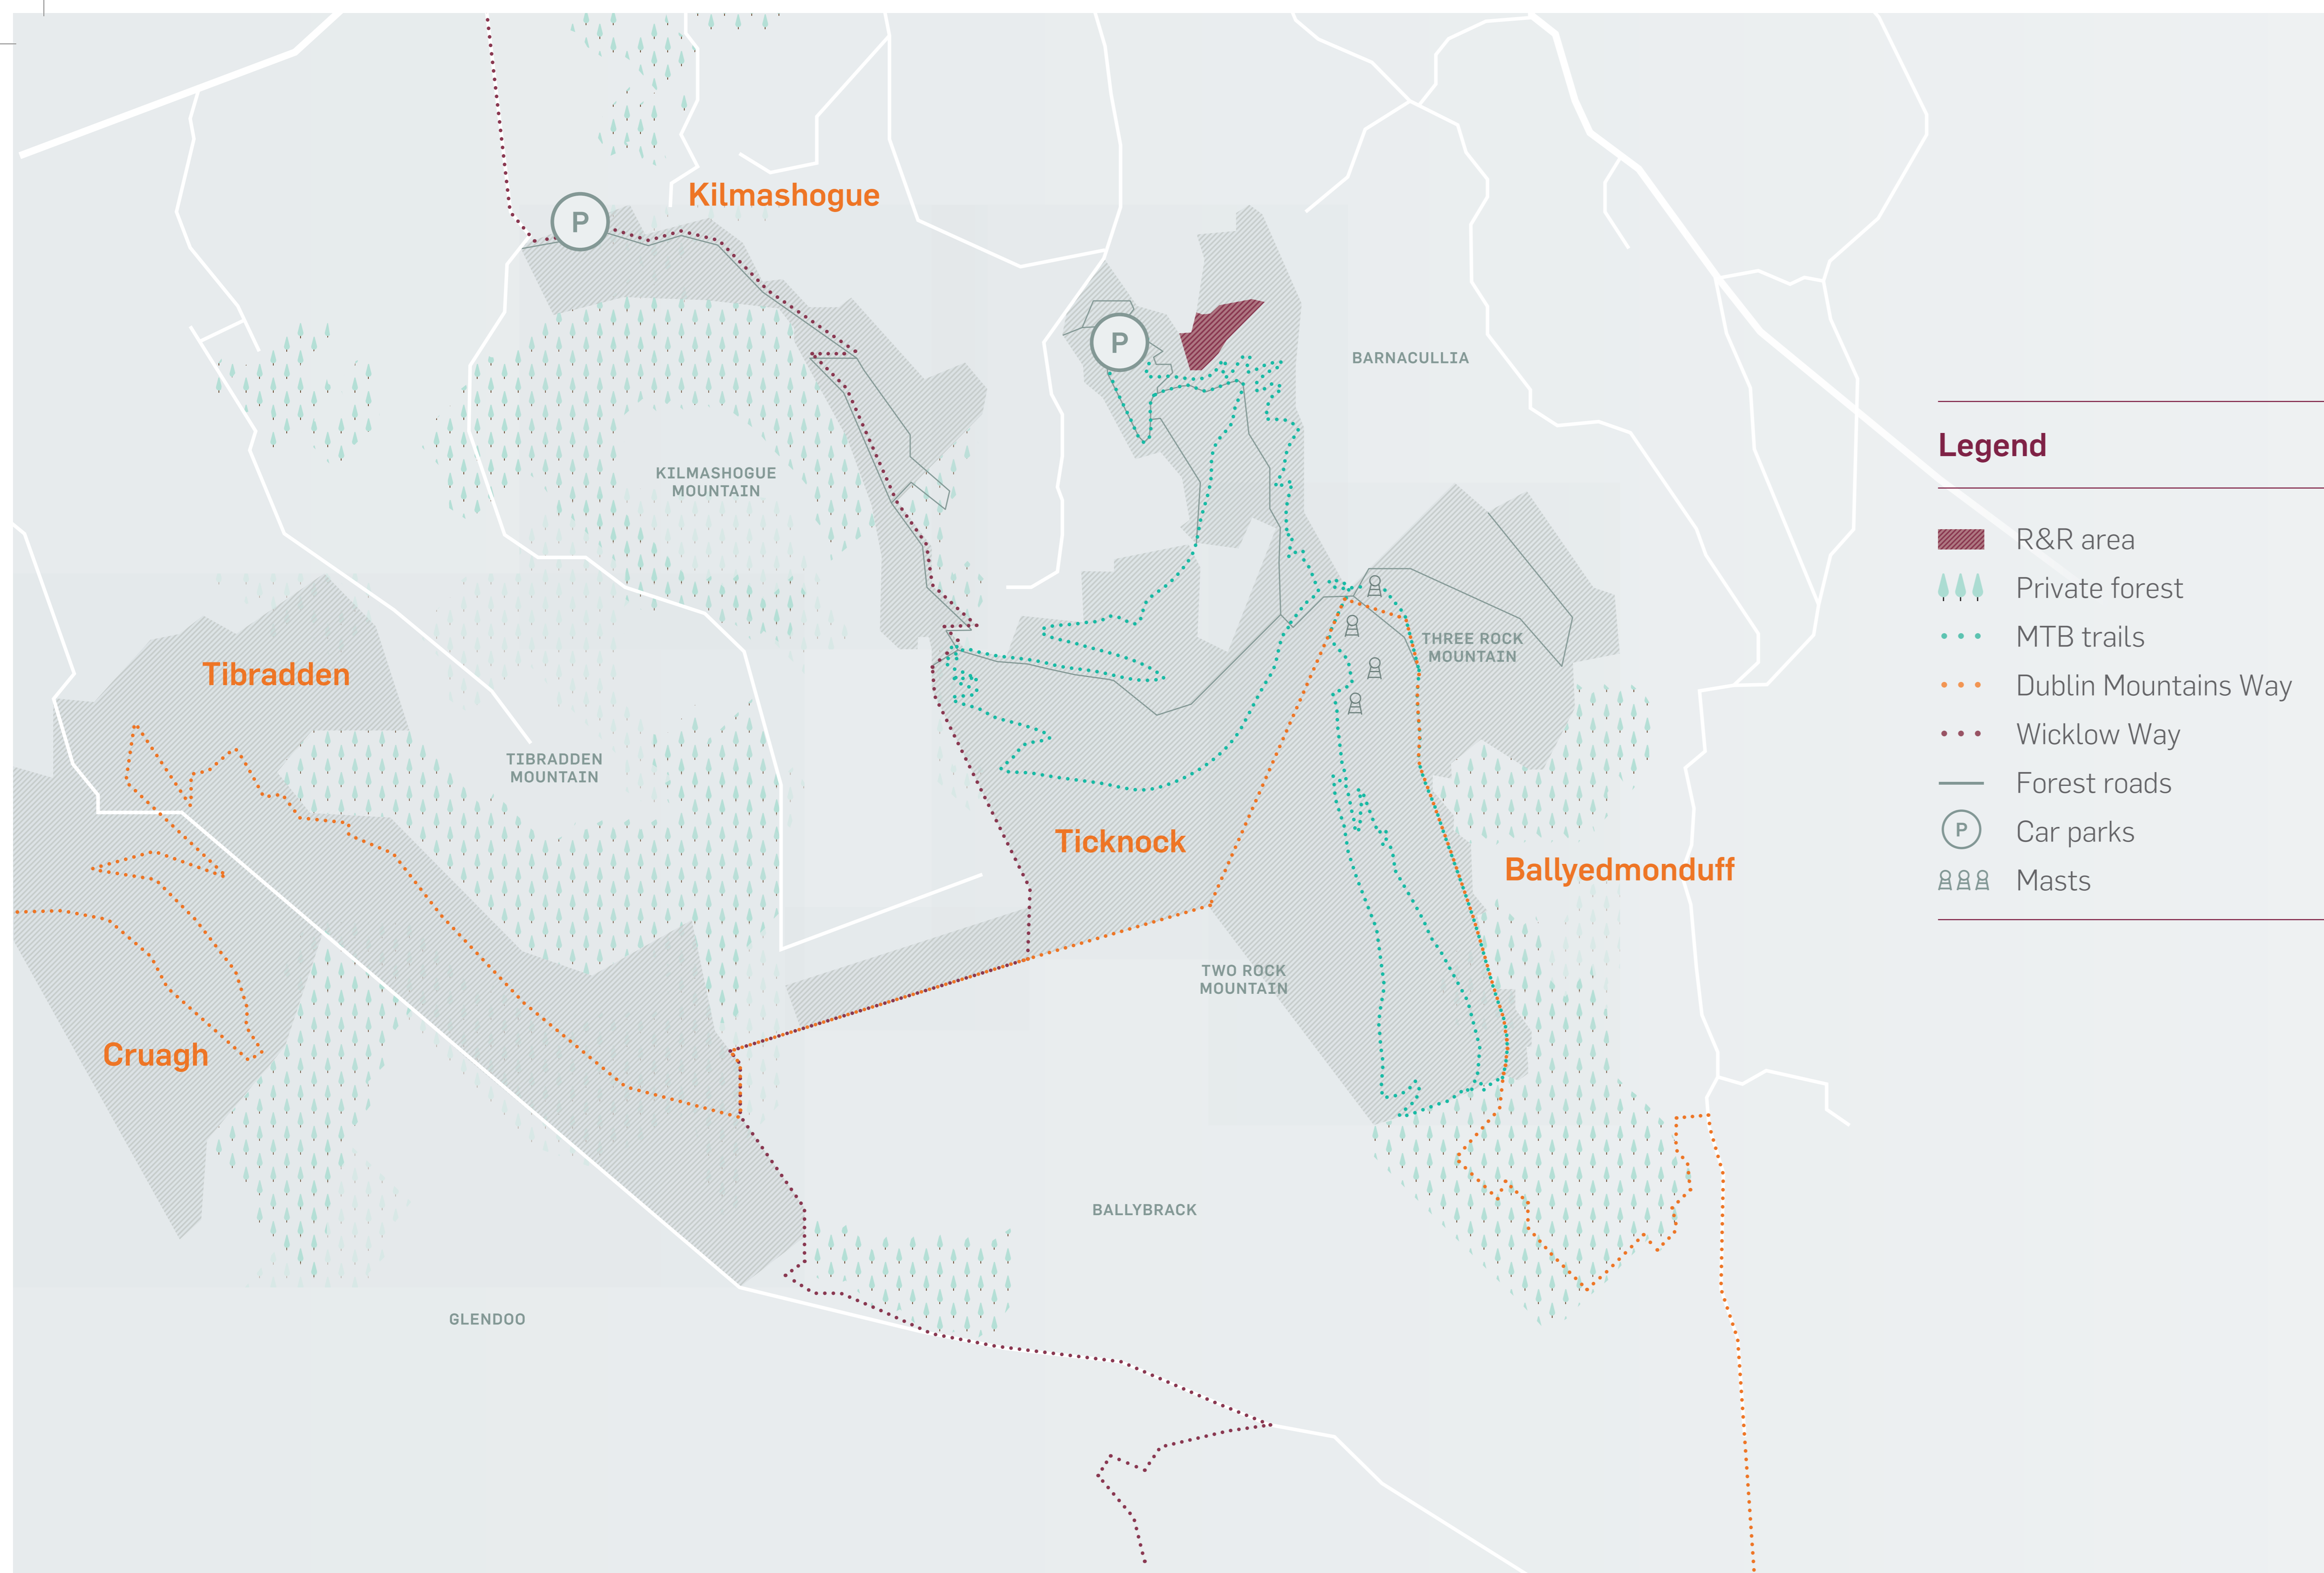 Kilmashogue
P
P
BARNACULLIA
KILMASHOGUE
MOUNTAIN
THREE ROCK
MOUNTAIN
Tibradden
TIBRADDEN
MOUNTAIN
Ticknock
Ballyedmonduff
TWO ROCK
MOUNTAIN
Cruagh
BALLYBRACK
GLENDOO
Legend
R&R area
Private forest
MTB trails
Dublin Mountains Way
Wicklow Way
Forest roads
P Car parks
Masts